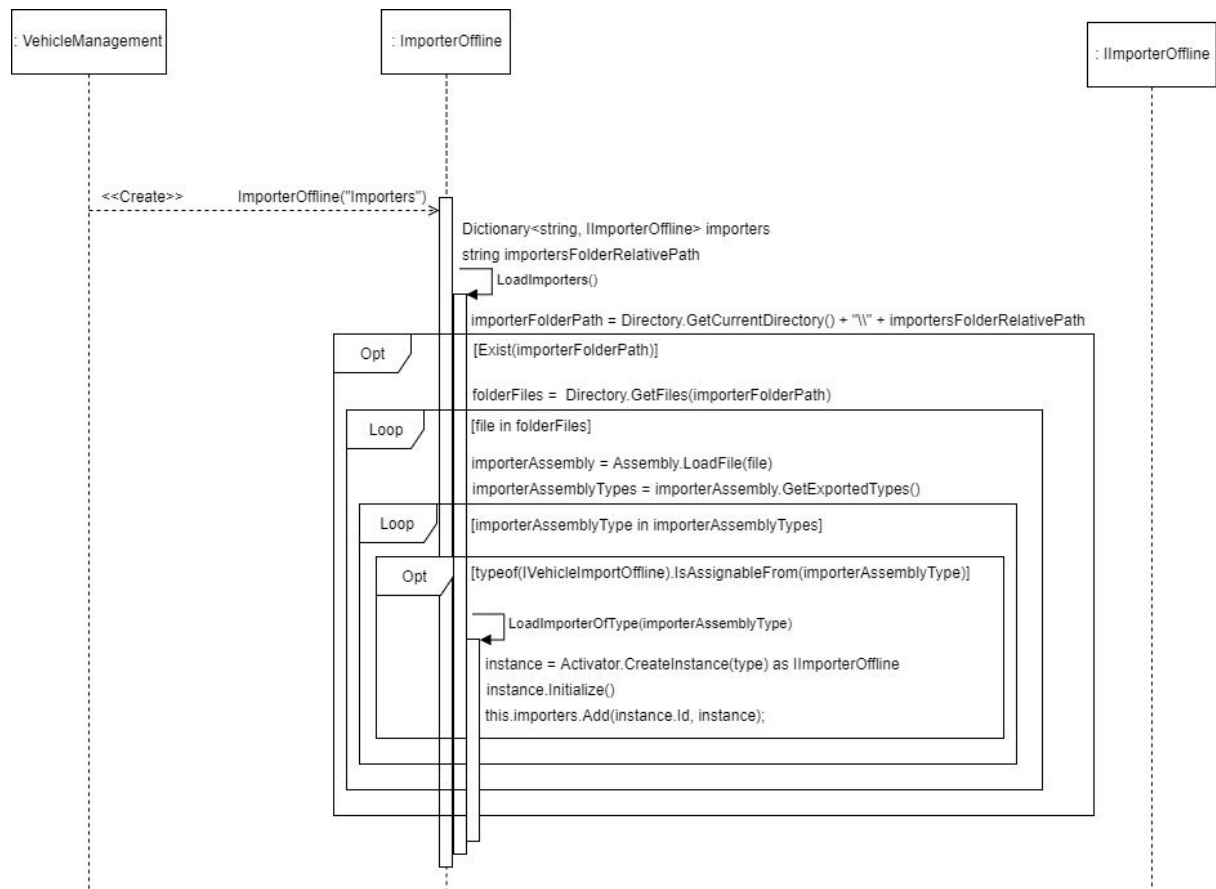 : VehicleManagement
: ImporterOffline
: IImporterOffline
<<Create>> ImporterOffline("Importers")
Dictionary<string, IImporterOffline> importers
string importersFolderRelativePath
LoadImporters()
importerFolderPath = Directory.GetCurrentDirectory() + "\\" + importersFolderRelativePath
Opt [Exist(importerFolderPath)]
folderFiles = Directory.GetFiles(importerFolderPath)
Loop [file in folderFiles]
importerAssembly = Assembly.LoadFile(file)
importerAssemblyTypes = importerAssembly.GetExportedTypes()
Loop [importerAssemblyType in importerAssemblyTypes]
Opt [typeof(IVehicleImportOffline).IsAssignableFrom(importerAssemblyType)]
LoadImporterOfType(importerAssemblyType)
instance = Activator.CreateInstance(type) as IImporterOffline
instance.Initialize()
this.importers.Add(instance.Id, instance);